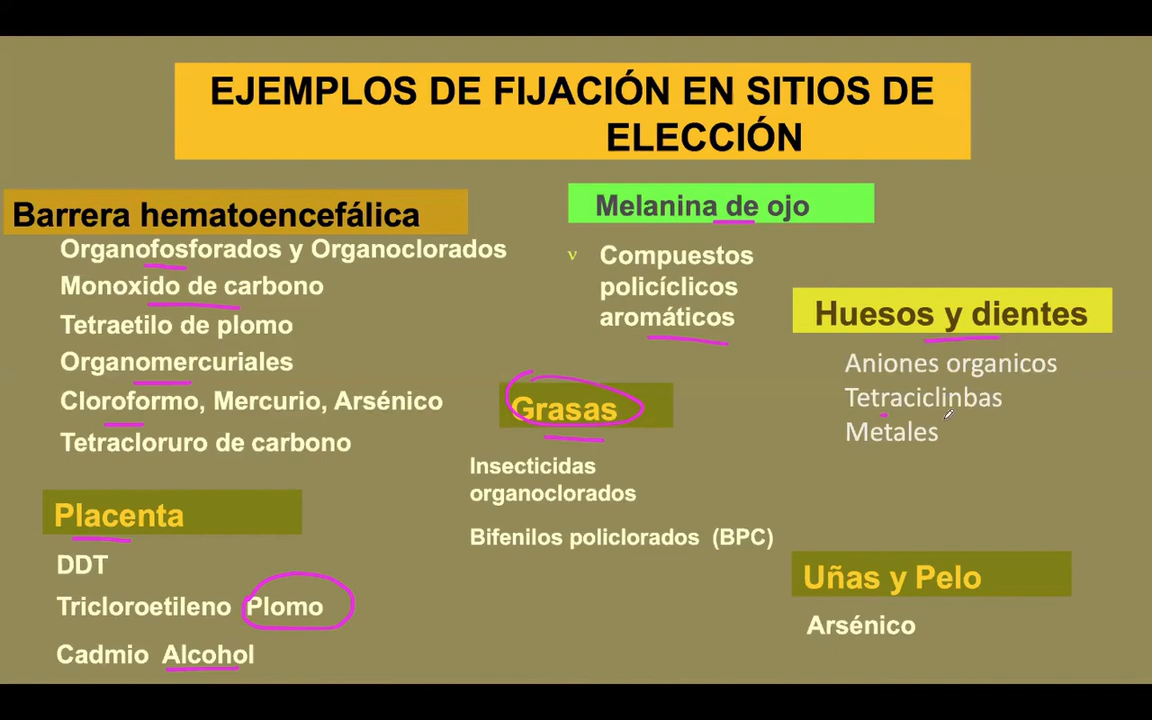 EJEMPLOS DE FIJACIÓN EN SITIOS DE
ELECCIÓN
Barrera hematoencefálica
Organofosforados y Organoclorados
Monoxido de carbono
Tetraetilo de plomo
Organomercuriales
Cloroformo, Mercurio, Arsénico
Tetracloruro de carbono
Placenta
DDT
Tricloroetileno Plomo
Cadmio Alcohol
Melanina de ojo
v Compuestos
policíclicos
aromáticos
Grasas
Insecticidas
organoclorados
Bifenilos policlorados (BPC)
Huesos y dientes
Aniones organicos
Tetraciclinbas
Metales
Uñas y Pelo
Arsénico